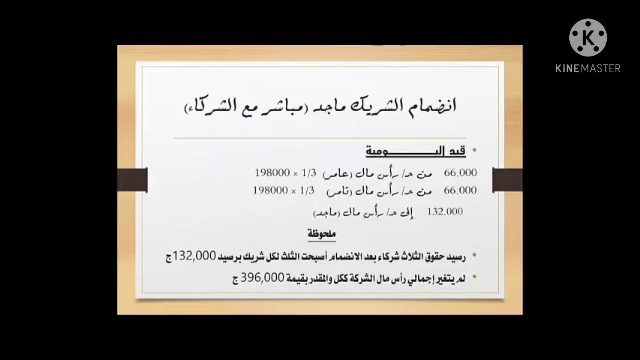 KINEMASTER
انضمام الشريك ماجد (مباشر مع الشركاء)
• قيد اليـــــــــومية
66.000 من حـ/ رأس مال (عامر) 1/3 × 198000
66.000 من حـ/ رأس مال (ثامر) 1/3 × 198000
132.000 إلى حـ/ رأس مال (ماجد)
ملحوظة
• رصيد حقوق الثلاث شركاء بعد الانضمام أصبحت الثلث لكل شريك برصيد 132,000ج
• لم يتغير إجمالي رأس مال الشركة ككل والمقدر بقيمة 396,000 ج